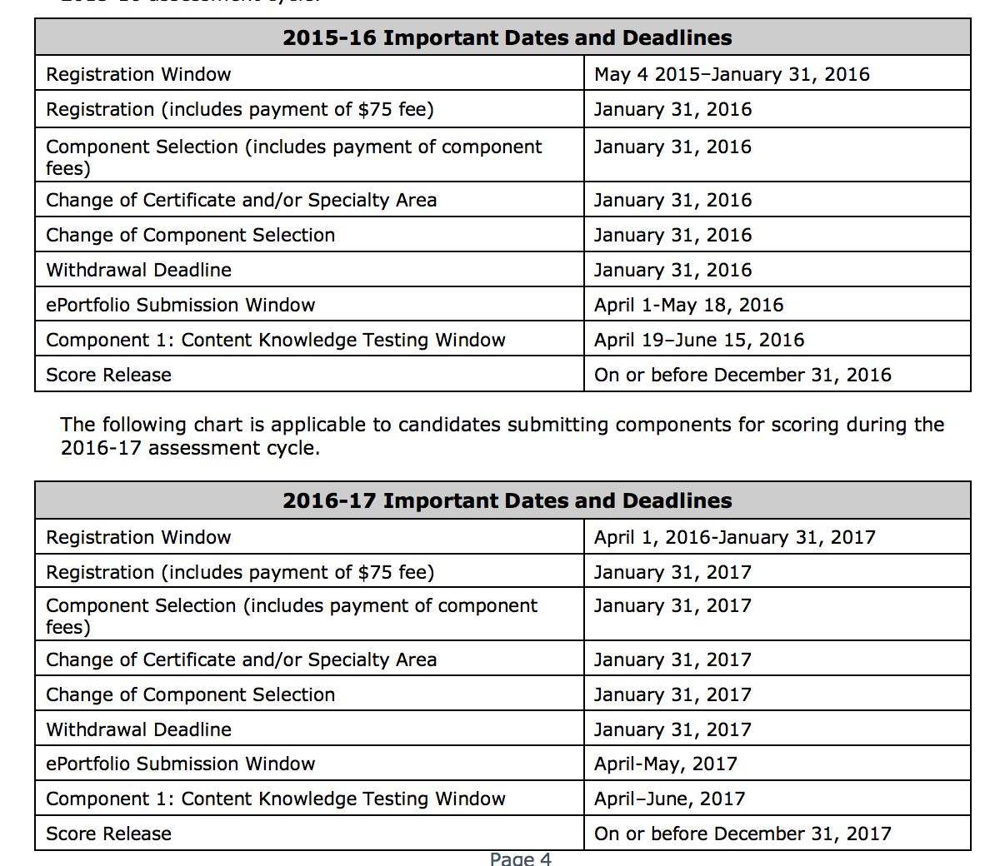 2015-16 assessment cycle.
2015-16 Important Dates and Deadlines
Registration Window
May 4 2015–January 31, 2016
Registration (includes payment of $75 fee)
January 31, 2016
Component Selection (includes payment of component
fees)
January 31, 2016
Change of Certificate and/or Specialty Area
January 31, 2016
Change of Component Selection
January 31, 2016
Withdrawal Deadline
January 31, 2016
ePortfolio Submission Window
April 1-May 18, 2016
Component 1: Content Knowledge Testing Window
April 19–June 15, 2016
Score Release
On or before December 31, 2016
The following chart is applicable to candidates submitting components for scoring during the
2016-17 assessment cycle.
2016-17 Important Dates and Deadlines
Registration Window
April 1, 2016-January 31, 2017
Registration (includes payment of $75 fee)
January 31, 2017
Component Selection (includes payment of component
fees)
January 31, 2017
Change of Certificate and/or Specialty Area
January 31, 2017
Change of Component Selection
January 31, 2017
Withdrawal Deadline
January 31, 2017
ePortfolio Submission Window
April-May, 2017
Component 1: Content Knowledge Testing Window
April–June, 2017
Score Release
On or before December 31, 2017
Page 4